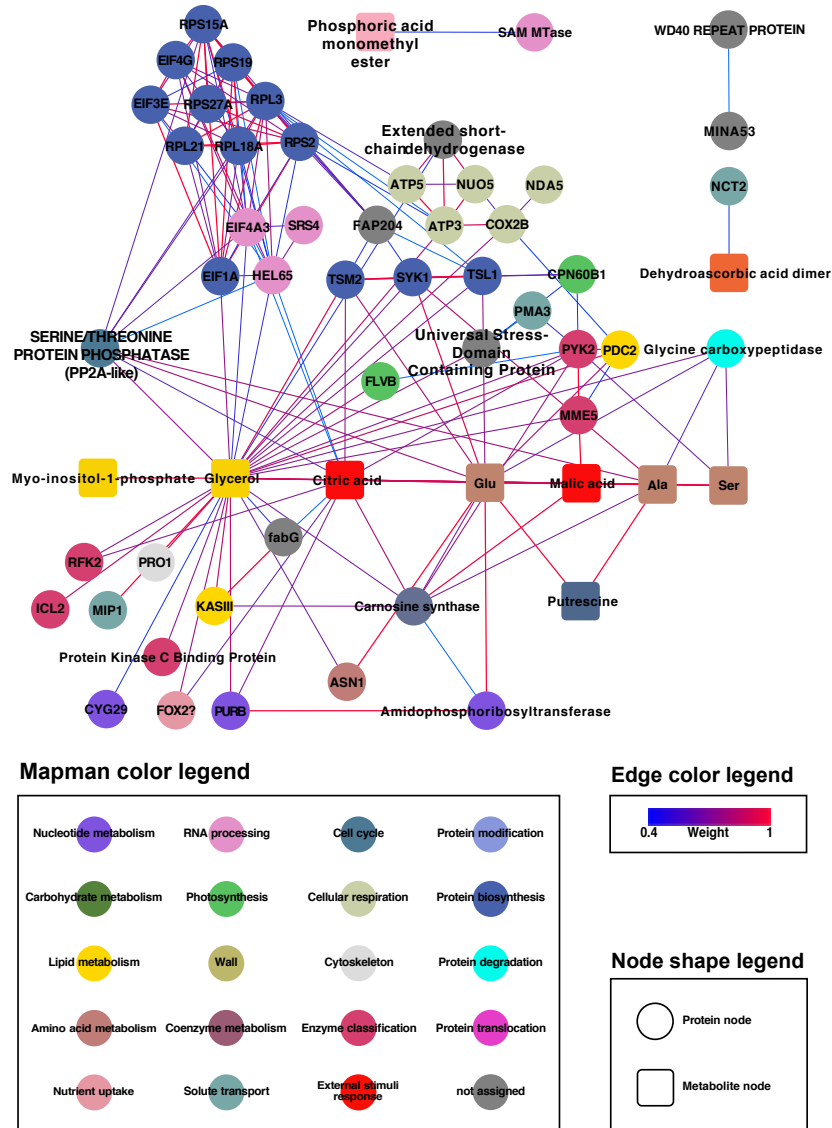 RPS15A
Phosphoric acid
monomethyl
ester
SAM MTase
WD40 REPEAT PROTEIN
EIF4G
RPS19
EIF3E
RPS27A
RPL3
RPL21
RPL18A
RPS2
Extended short-
chaindehydrogenase
MINA53
ATP5
NUO5
NDA5
NCT2
EIF4A3
SRS4
FAP204
ATP3
COX2B
EIF1A
HEL65
TSM2
SYK1
TSL1
CPN60B1
Dehydroascorbic acid dimer
PMA3
SERINE/THREONINE
PROTEIN PHOSPHATASE
(PP2A-like)
Universal Stress-
Domain
Containing Protein
PYK2
PDC2
Glycine carboxypeptidase
FLVB
MME5
Myo-inositol-1-phosphate
Glycerol
Citric acid
Glu
Malic acid
Ala
Ser
fabG
RFK2
PRO1
ICL2
MIP1
KASIII
Carnosine synthase
Putrescine
Protein Kinase C Binding Protein
ASN1
CYG29
FOX2?
PURB
Amidophosphoribosyltransferase
Mapman color legend
Nucleotide metabolism
RNA processing
Cell cycle
Protein modification
Carbohydrate metabolism
Photosynthesis
Cellular respiration
Protein biosynthesis
Lipid metabolism
Wall
Cytoskeleton
Protein degradation
Amino acid metabolism
Coenzyme metabolism
Enzyme classification
Protein translocation
Nutrient uptake
Solute transport
External stimuli
response
not assigned
Edge color legend
0.4 Weight 1
Node shape legend
Protein node
Metabolite node